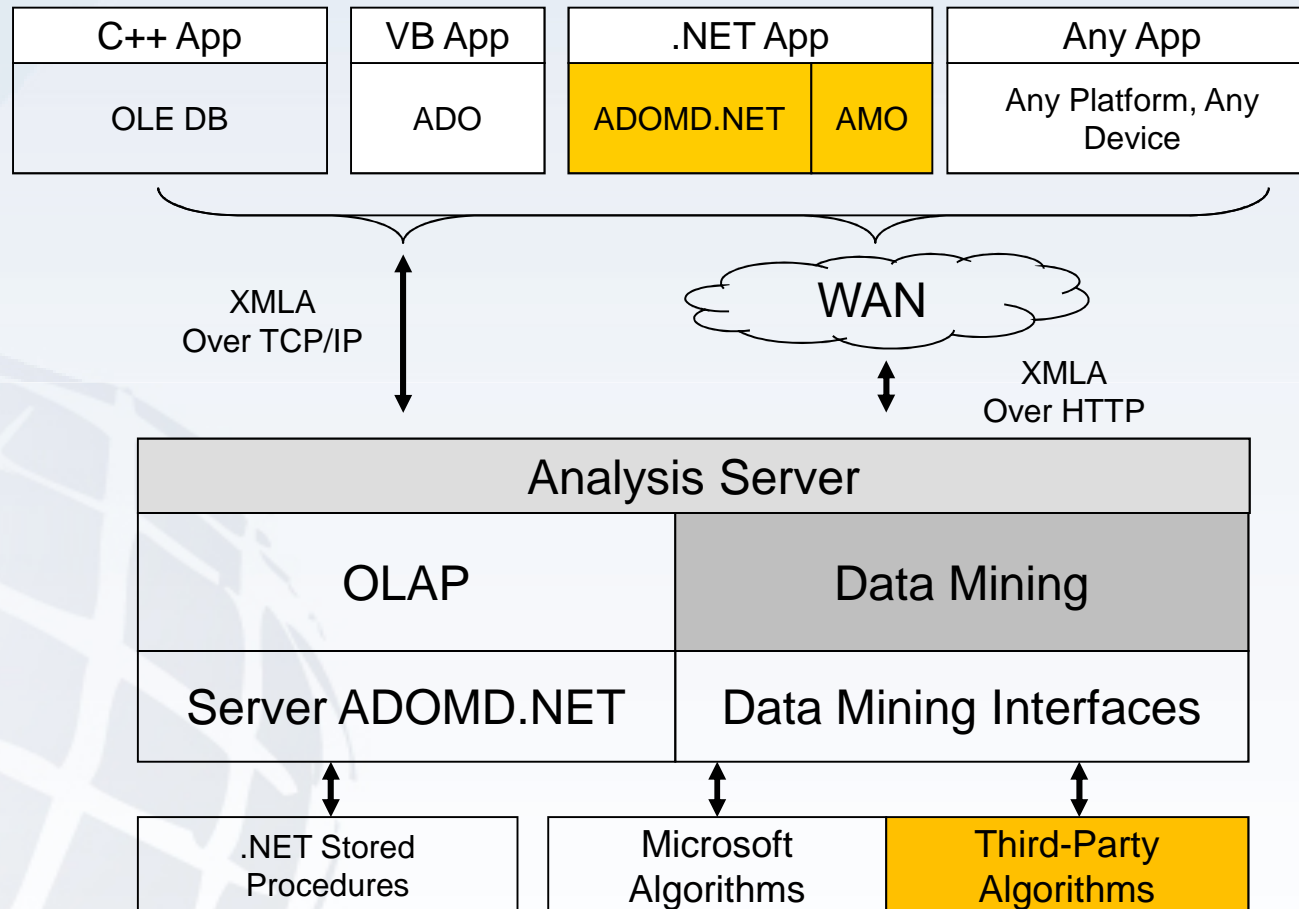 C++ App
VB App
.NET App
Any App
OLE DB
ADO
ADOMD.NET
AMO
Any Platform, Any
Device
XMLA
Over TCP/IP
WAN
XMLA
Over HTTP
Analysis Server
OLAP
Data Mining
Server ADOMD.NET
Data Mining Interfaces
.NET Stored
Procedures
Microsoft
Algorithms
Third-Party
Algorithms